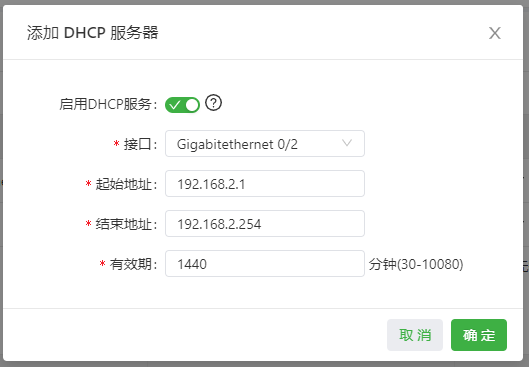 添加 DHCP 服务器
启用DHCP服务：
* 接口： Gigabitethernet 0/2
* 起始地址： 192.168.2.1
* 结束地址： 192.168.2.254
* 有效期： 1440 分钟(30-10080)
取 消 确 定